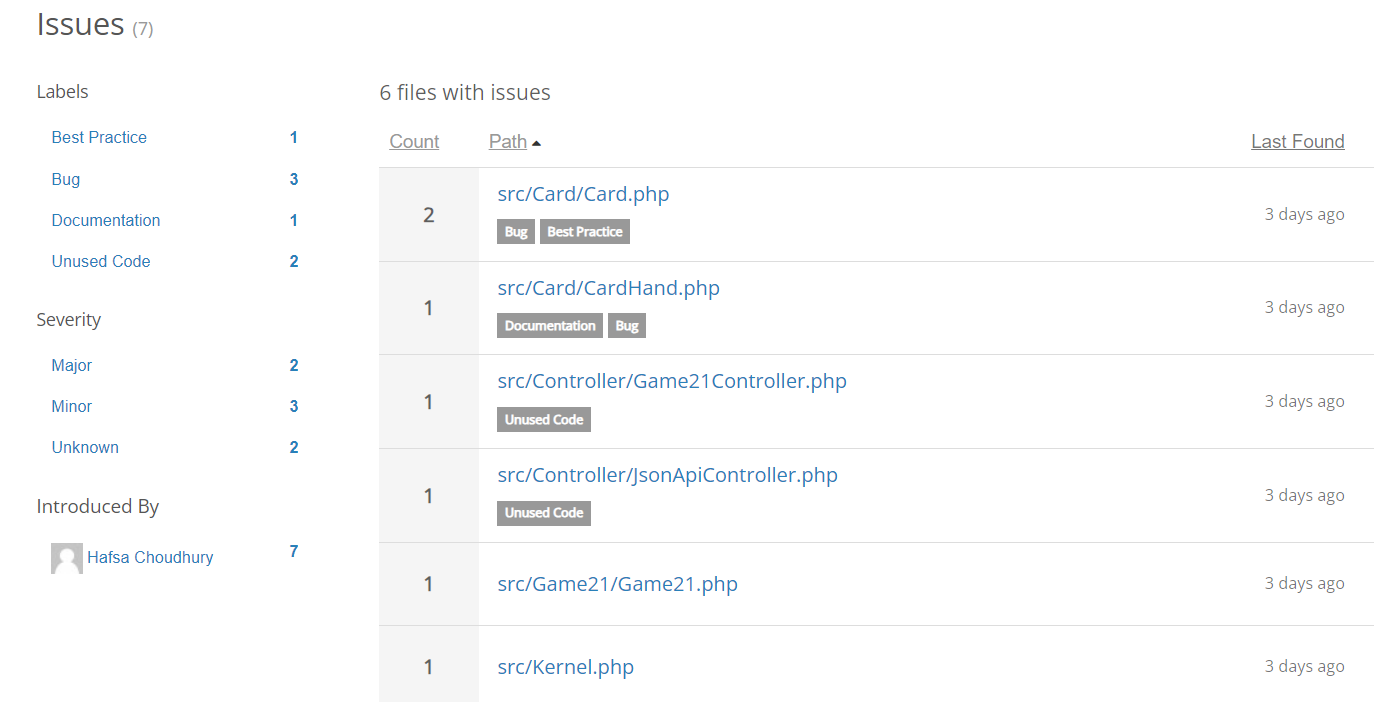 Issues (7)
Labels
Best Practice 1
Bug 3
Documentation 1
Unused Code 2
Severity
Major 2
Minor 3
Unknown 2
Introduced By
Hafsa Choudhury 7
6 files with issues
Count Path Last Found
2 src/Card/Card.php 3 days ago
Bug Best Practice
1 src/Card/CardHand.php 3 days ago
Documentation Bug
1 src/Controller/Game21Controller.php 3 days ago
Unused Code
1 src/Controller/JsonApiController.php 3 days ago
Unused Code
1 src/Game21/Game21.php 3 days ago
1 src/Kernel.php 3 days ago